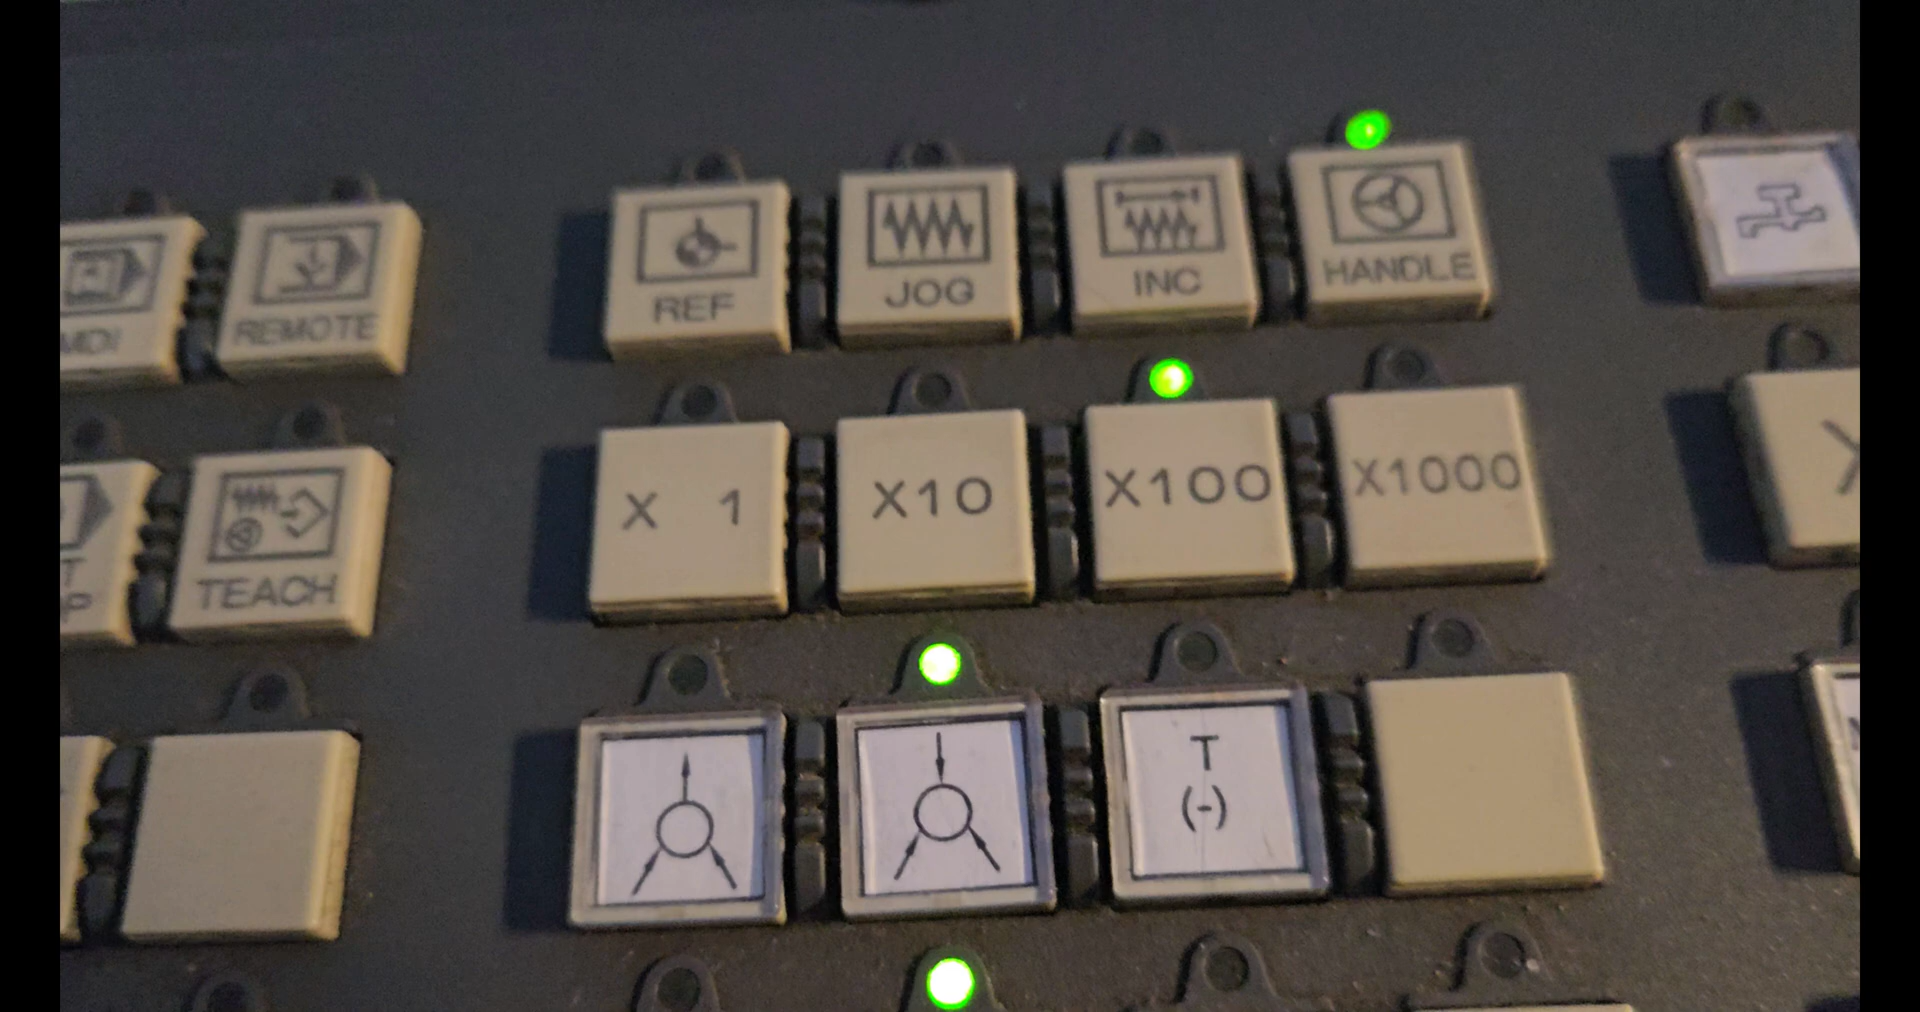 MDI
REMOTE
REF
JOG
INC
HANDLE
TEACH
X 1
X10
X100
X1000
T
(-)